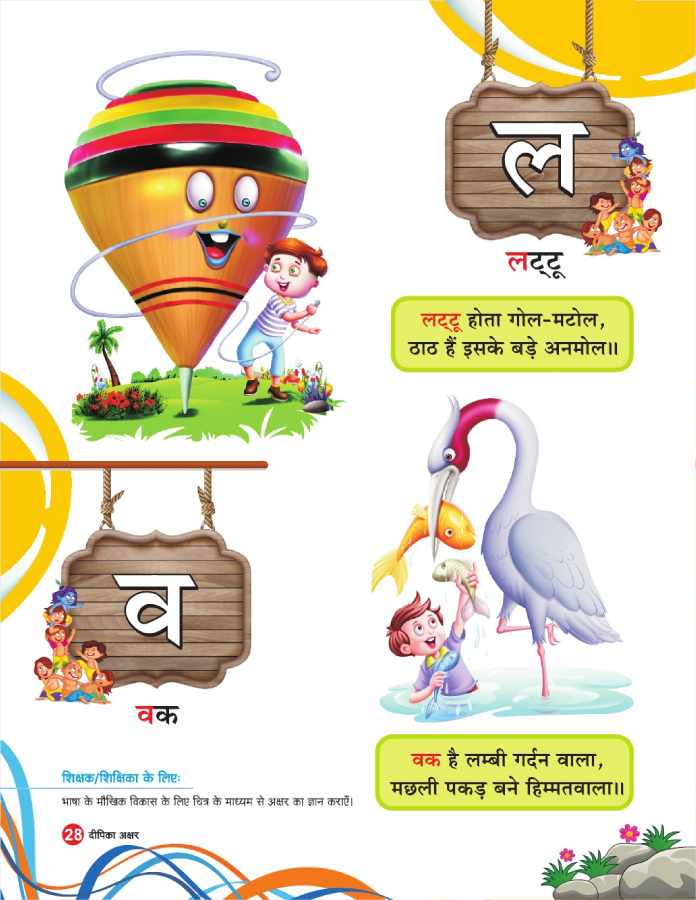 ल
लट्टू
लट्टू होता गोल-मटोल,
ठाठ हैं इसके बड़े अनमोल॥
व
वक
वक है लम्बी गर्दन वाला,
मछली पकड़ बने हिम्मतवाला॥
शिक्षक/शिक्षिका के लिएः
भाषा के मौखिक विकास के लिए चित्र के माध्यम से अक्षर का ज्ञान कराएँ।
28 दीपिका अक्षर